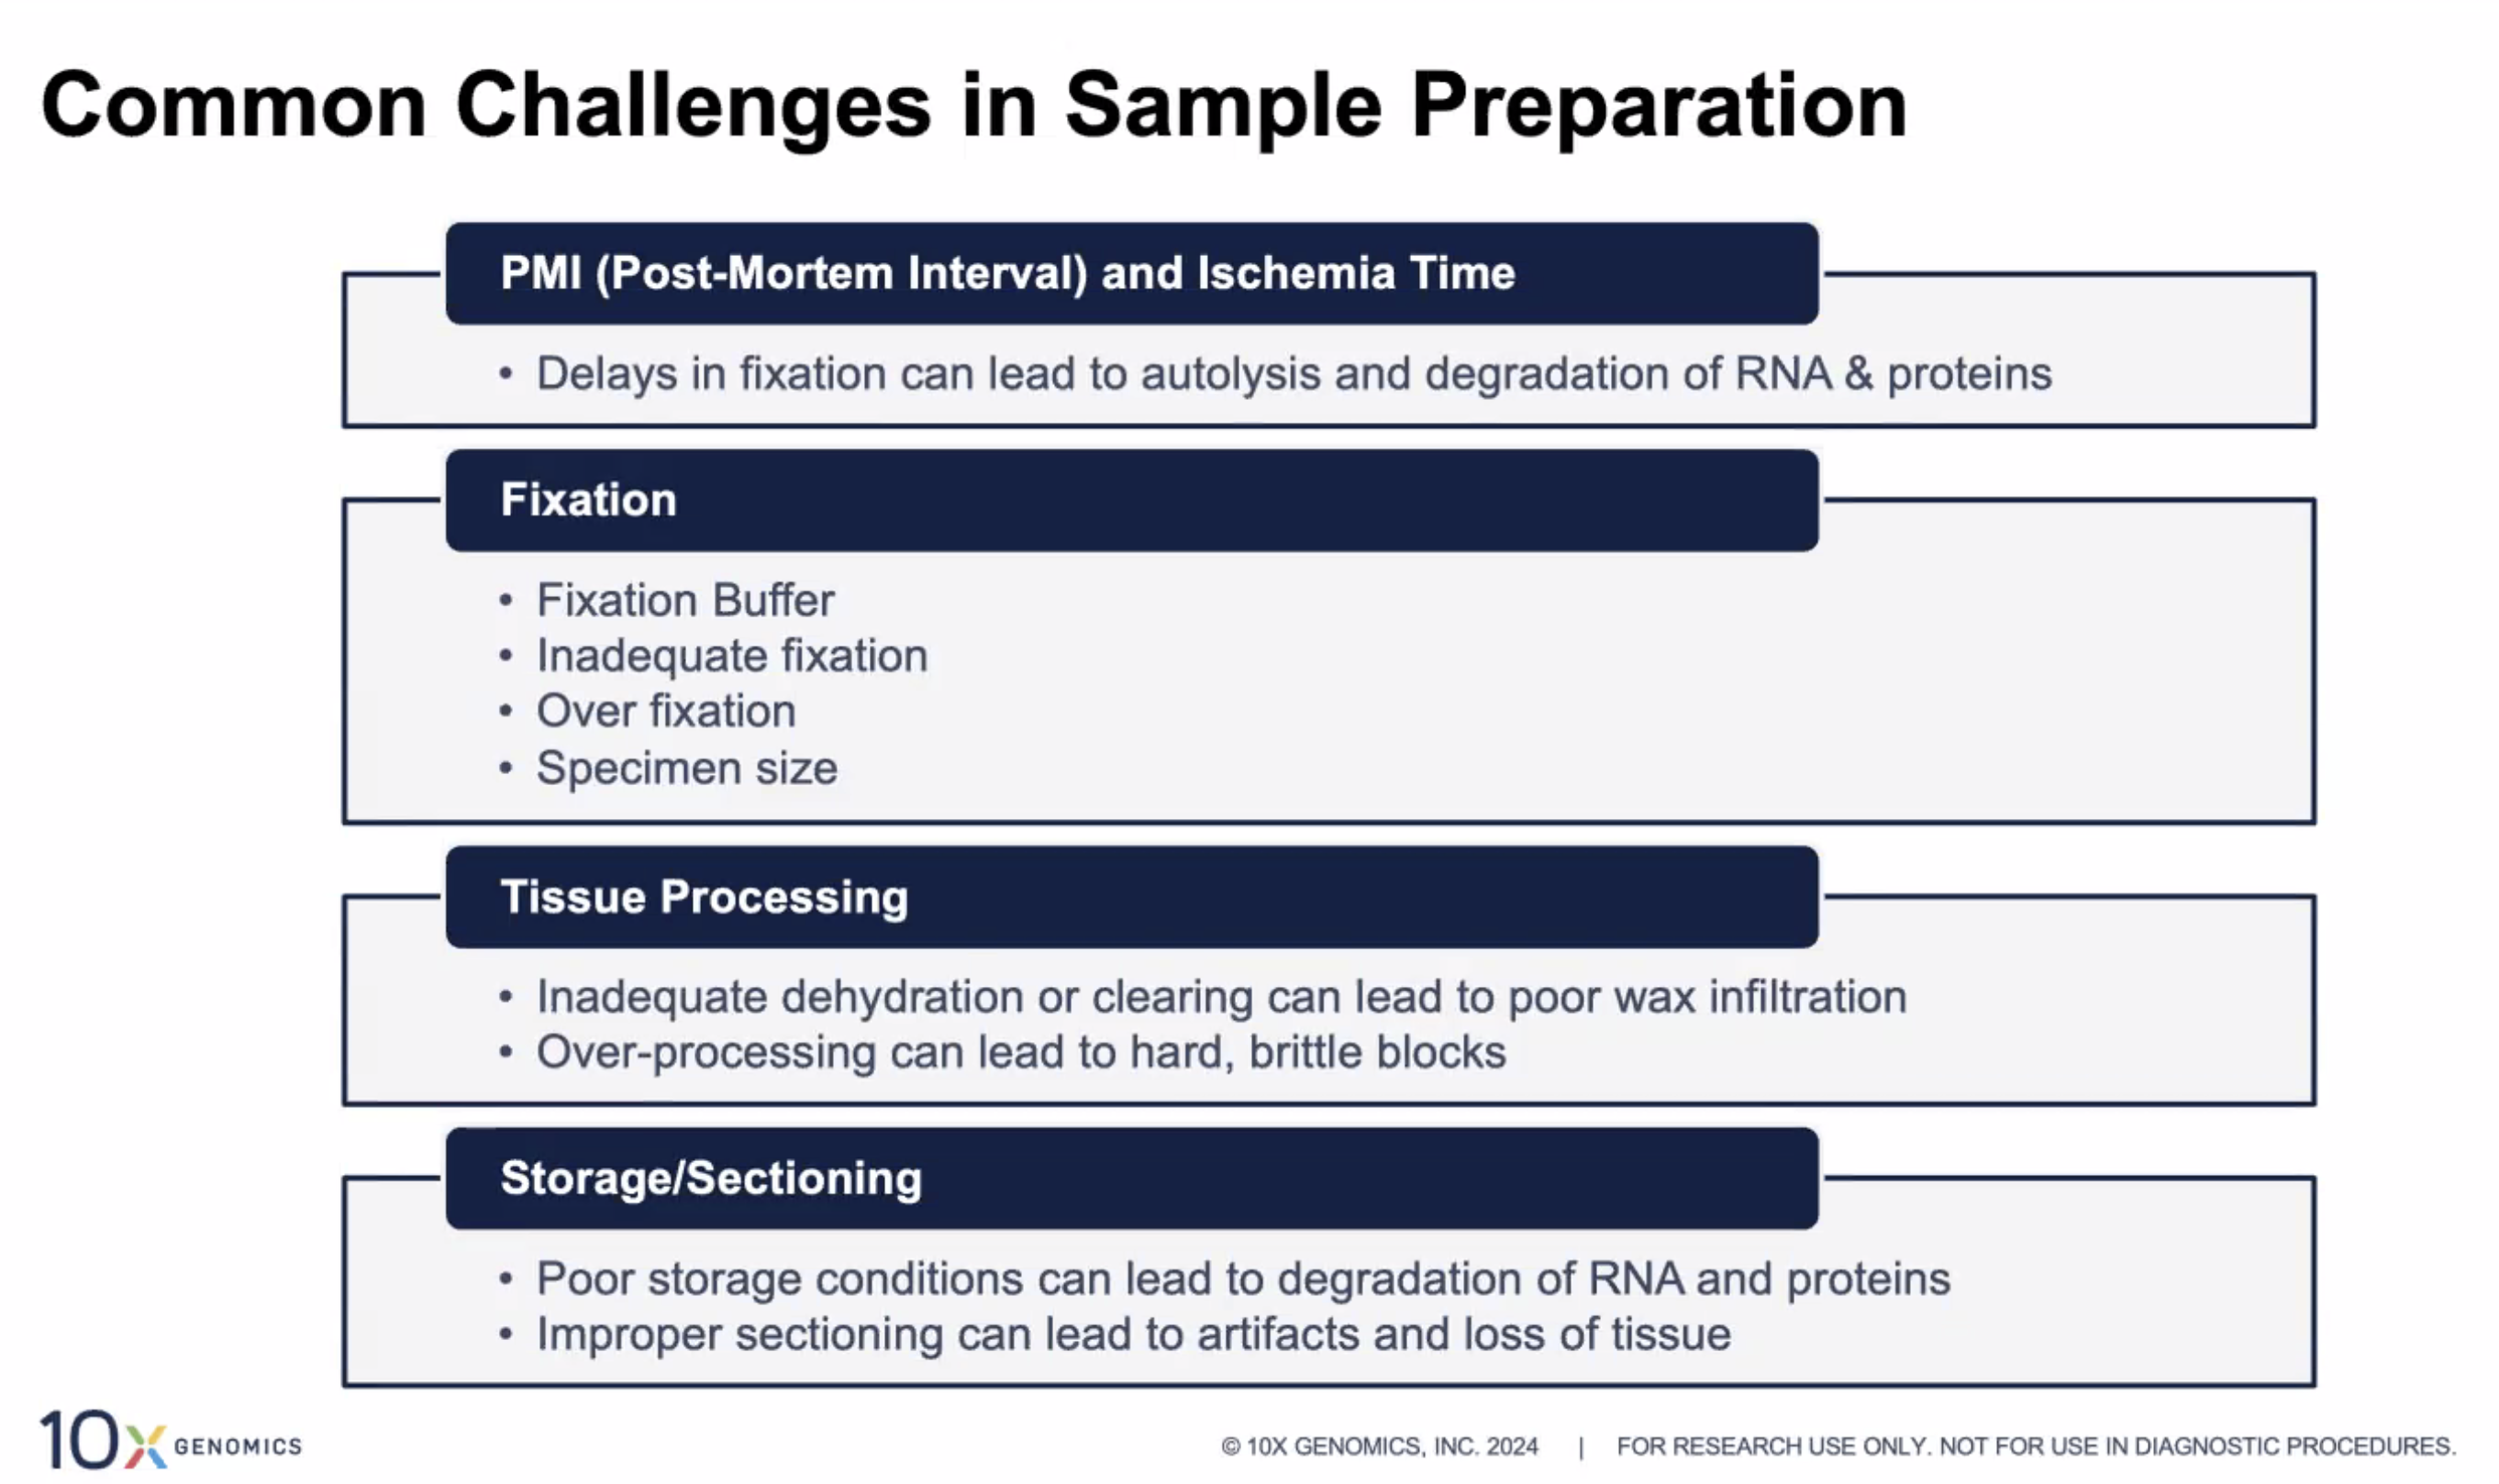 Common Challenges in Sample Preparation
PMI (Post-Mortem Interval) and Ischemia Time
• Delays in fixation can lead to autolysis and degradation of RNA & proteins
Fixation
• Fixation Buffer
• Inadequate fixation
• Over fixation
• Specimen size
Tissue Processing
• Inadequate dehydration or clearing can lead to poor wax infiltration
• Over-processing can lead to hard, brittle blocks
Storage/Sectioning
• Poor storage conditions can lead to degradation of RNA and proteins
• Improper sectioning can lead to artifacts and loss of tissue
10x GENOMICS
© 10X GENOMICS, INC. 2024 | FOR RESEARCH USE ONLY. NOT FOR USE IN DIAGNOSTIC PROCEDURES.